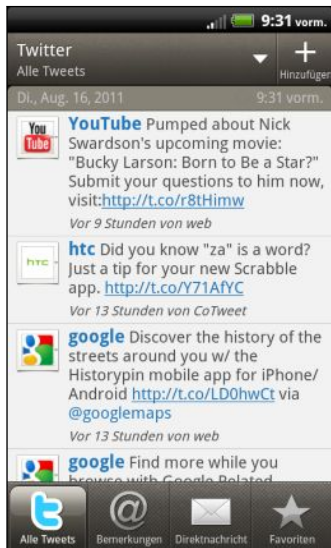 9:31 vorm.
Twitter
Alle Tweets
Hinzufügen
Di., Aug. 16, 2011 9:31 vorm.
You
Tube
YouTube Pumped about Nick
Swardson's upcoming movie:
"Bucky Larson: Born to Be a Star?"
Submit your questions to him now,
visit:http://t.co/r8tHimw
Vor 9 Stunden von web
htc
htc Did you know "za" is a word?
Just a tip for your new Scrabble
app. http://t.co/Y71AfYC
Vor 13 Stunden von CoTweet
google Discover the history of the
streets around you w/ the
Historypin mobile app for iPhone/
Android http://t.co/LD0hwCt via
@googlemaps
Vor 13 Stunden von web
google Find more while you
browse with Google Related
Alle Tweets Bemerkungen Direktnachricht Favoriten